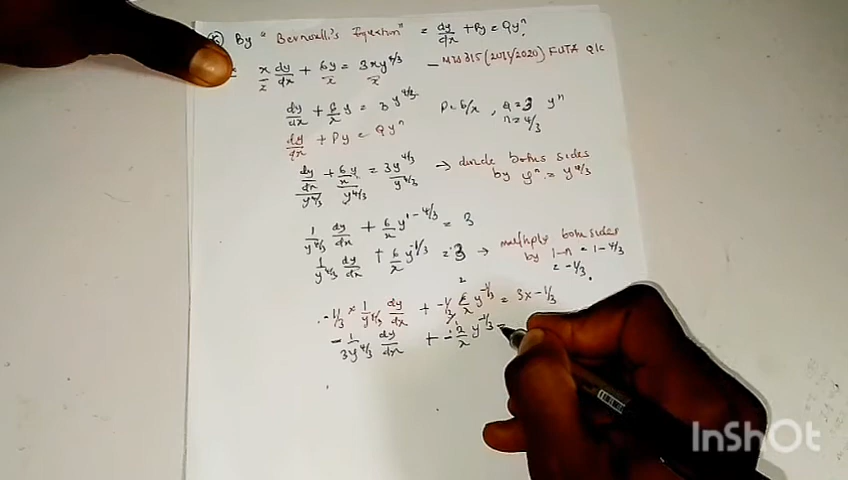 By "Bernoulli's Equation" = dy/dx + Py = Qy^n
x/x dy/dx + 6y/x = 3xy^4/3/x - MTS 315 (2019/2020) FUTA Q1c
dy/dx + 6/x y = 3y^4/3 P = 6/x, Q = 3 y^n
n = 4/3
dy/dx + Py = Qy^n
dy/dx/y^4/3 + 6y/x/y^4/3 = 3y^4/3/y^4/3 → divide both sides
by y^n = y^4/3
1/y^4/3 dy/dx + 6/x y^1-4/3 = 3
1/y^4/3 dy/dx + 6/x y^-1/3 = 3 → multiply both sides
by 1-n = 1-4/3
= -1/3.
-1/3 × 1/y^4/3 dy/dx + -1/3 6/x y^-1/3 = 3x-1/3
2
-1/3y^4/3 dy/dx + -2/x y^-1/3 =
InShOt